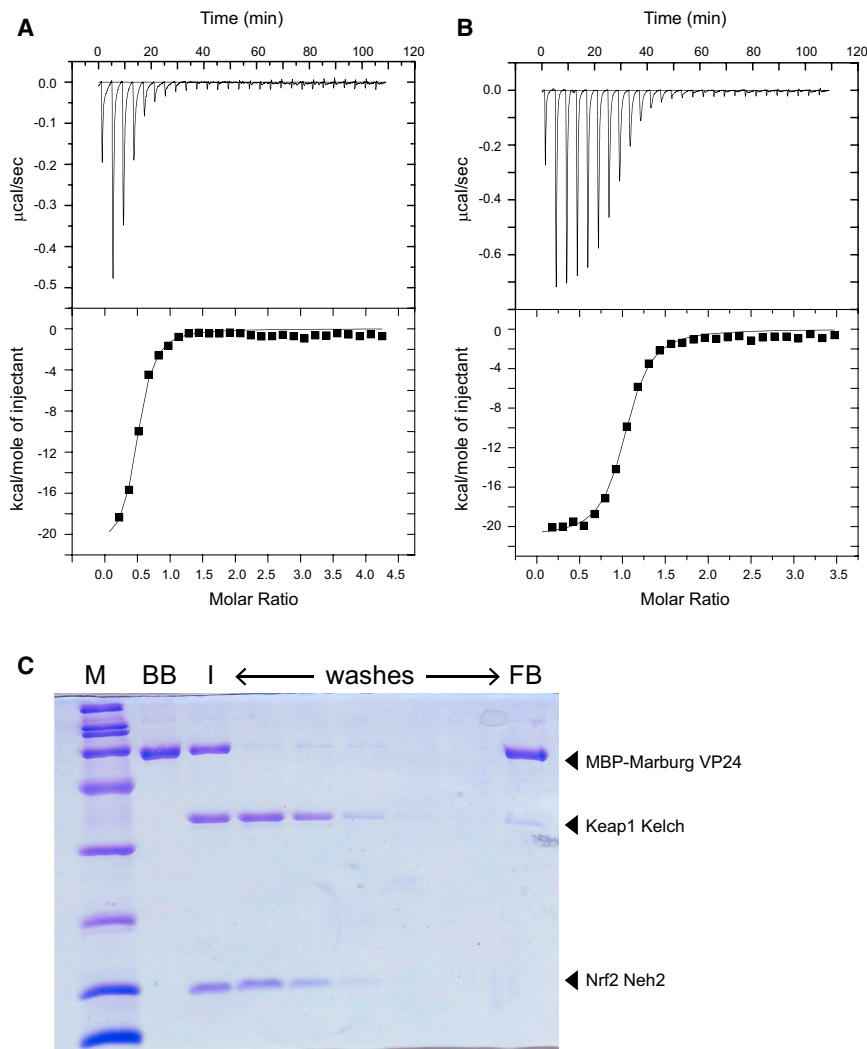 A
Time (min)
0 20 40 60 80 100 120
0.0
-0.1
-0.2
-0.3
-0.4
-0.5
µcal/sec
0
-4
-8
-12
-16
-20
kcal/mole of injectant
0.0 0.5 1.0 1.5 2.0 2.5 3.0 3.5 4.0 4.5
Molar Ratio
B
Time (min)
0 20 40 60 80 100 120
0.0
-0.2
-0.4
-0.6
µcal/sec
0
-4
-8
-12
-16
-20
kcal/mole of injectant
0.0 0.5 1.0 1.5 2.0 2.5 3.0 3.5
Molar Ratio
C
M BB I washes FB
MBP-Marburg VP24
Keap1 Kelch
Nrf2 Neh2